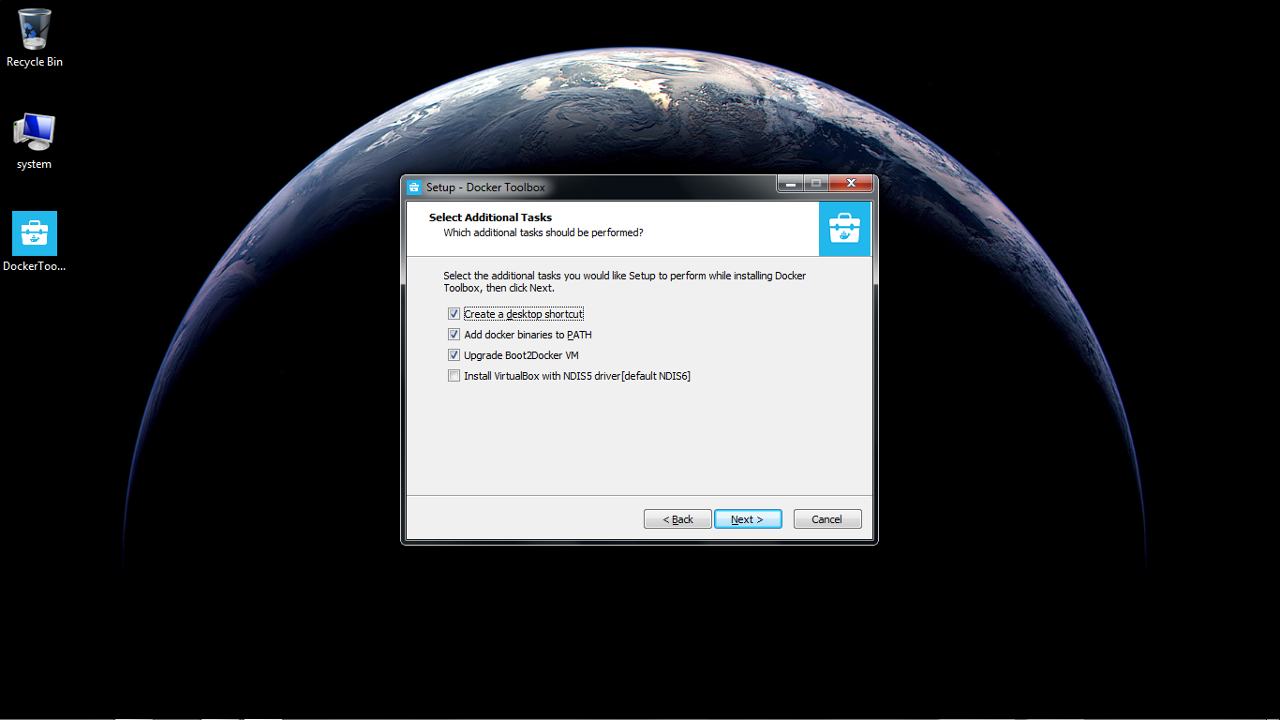 Recycle Bin
system
DockerToo...
Setup - Docker Toolbox
Select Additional Tasks
Which additional tasks should be performed?
Select the additional tasks you would like Setup to perform while installing Docker
Toolbox, then click Next.
Create a desktop shortcut
Add docker binaries to PATH
Upgrade Boot2Docker VM
Install VirtualBox with NDIS5 driver[default NDIS6]
< Back
Next >
Cancel